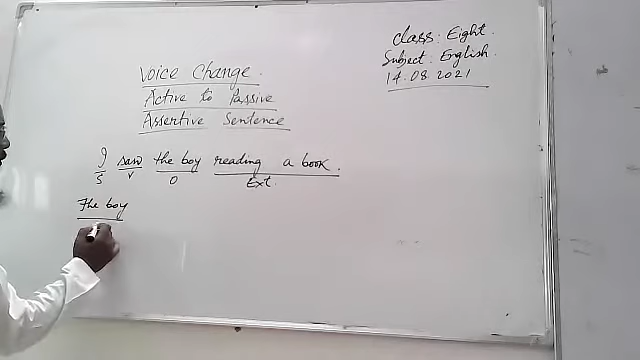 Class: Eight.
Subject: English.
14.08.2021
Voice Change.
Active to Passive
Assertive Sentence
I saw the boy reading a book.
S V O Ext.
The boy